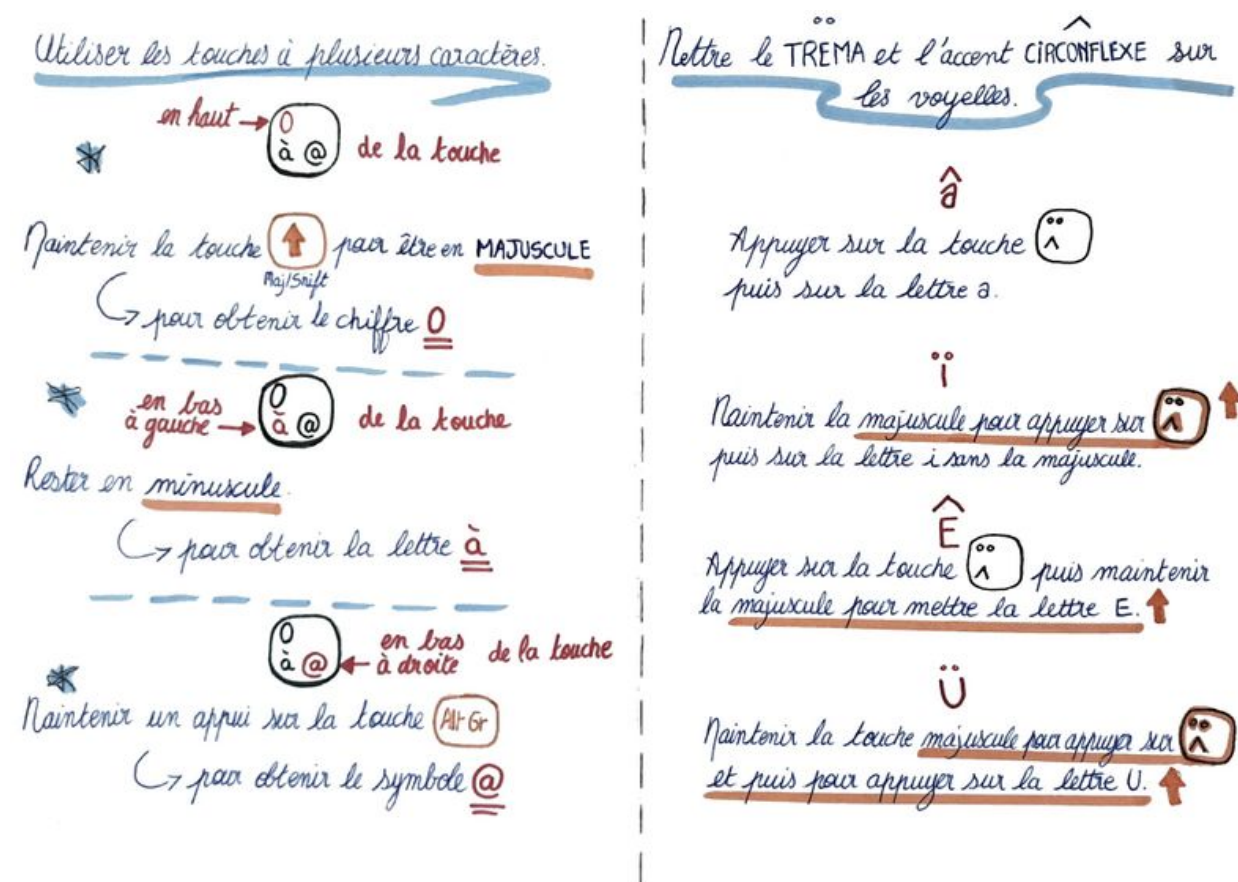 Utiliser les touches à plusieurs caractères.
en haut → 0
à @ de la touche
Maintenir la touche ↑ pour être en MAJUSCULE
Maj/Shift
↪ pour obtenir le chiffre 0
0
en bas
à gauche → à @ de la touche
Rester en minuscule.
↪ pour obtenir la lettre à
0
à @ ← en bas
à droite de la touche
Maintenir un appui sur la touche Alt Gr
↪ pour obtenir le symbole @
¨ ^
Mettre le TREMA et l'accent CIRCONFLEXE sur
les voyelles.
â
Appuyer sur la touche ¨ ^
puis sur la lettre a.
ï
Maintenir la majuscule pour appuyer sur ¨ ^ ↑
puis sur la lettre i sans la majuscule.
Ê
Appuyer sur la touche ¨ ^ puis maintenir
la majuscule pour mettre la lettre E. ↑
Ü
Maintenir la touche majuscule pour appuyer sur ¨ ^
et puis pour appuyer sur la lettre U. ↑